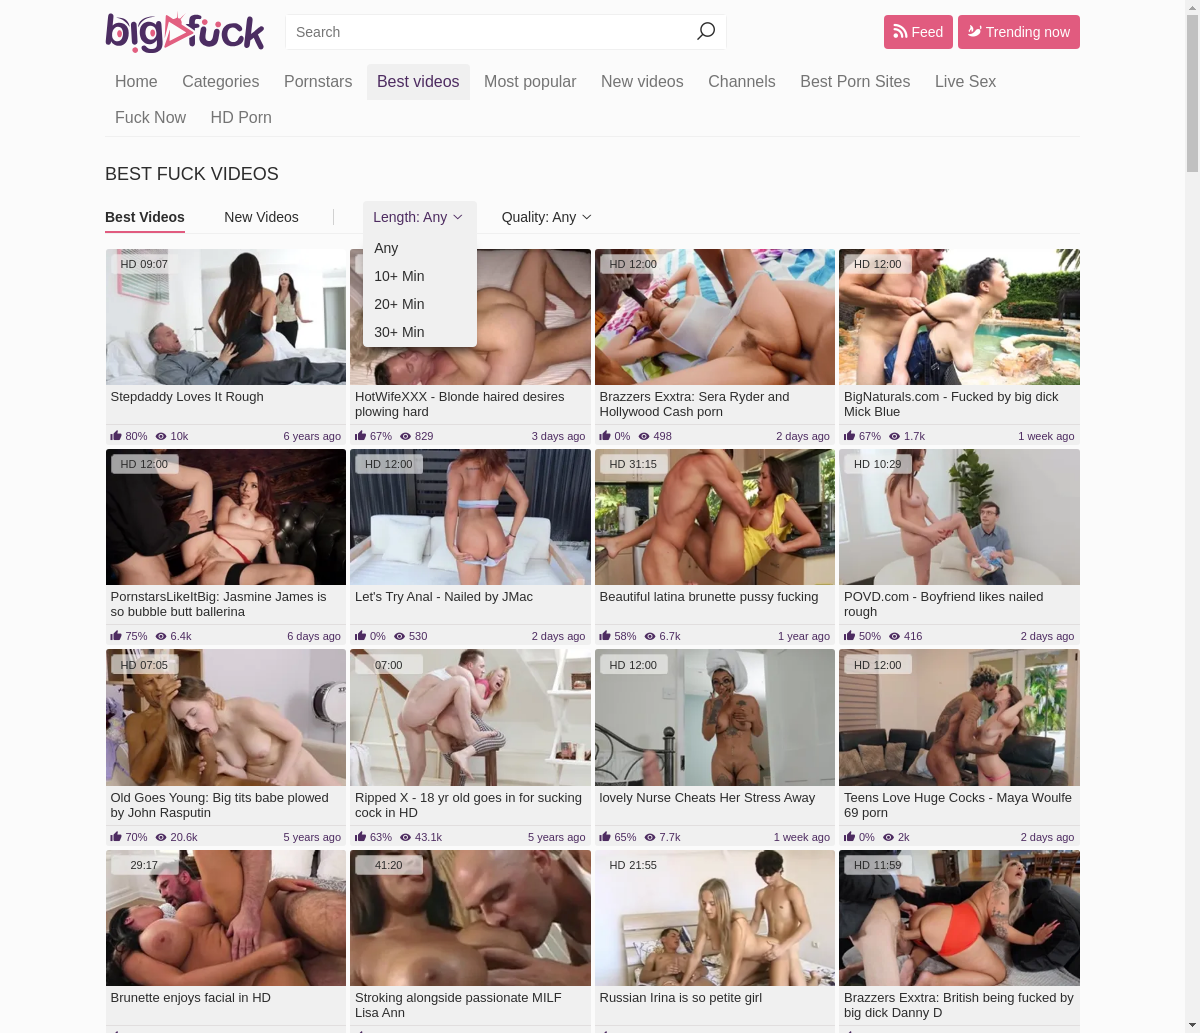 bigfuck
Search
Feed
Trending now
Home
Categories
Pornstars
Best videos
Most popular
New videos
Channels
Best Porn Sites
Live Sex
Fuck Now
HD Porn
BEST FUCK VIDEOS
Best Videos
New Videos
Length: Any
Quality: Any
Any
10+ Min
20+ Min
30+ Min
HD 09:07
HD 12:00
HD 12:00
Stepdaddy Loves It Rough
80% 10k 6 years ago
HotWifeXXX - Blonde haired desires
plowing hard
67% 829 3 days ago
Brazzers Exxtra: Sera Ryder and
Hollywood Cash porn
0% 498 2 days ago
BigNaturals.com - Fucked by big dick
Mick Blue
67% 1.7k 1 week ago
HD 12:00
HD 12:00
HD 31:15
HD 10:29
PornstarsLikeItBig: Jasmine James is
so bubble butt ballerina
75% 6.4k 6 days ago
Let's Try Anal - Nailed by JMac
0% 530 2 days ago
Beautiful latina brunette pussy fucking
58% 6.7k 1 year ago
POVD.com - Boyfriend likes nailed
rough
50% 416 2 days ago
HD 07:05
07:00
HD 12:00
HD 12:00
Old Goes Young: Big tits babe plowed
by John Rasputin
70% 20.6k 5 years ago
Ripped X - 18 yr old goes in for sucking
cock in HD
63% 43.1k 5 years ago
lovely Nurse Cheats Her Stress Away
65% 7.7k 1 week ago
Teens Love Huge Cocks - Maya Woulfe
69 porn
0% 2k 2 days ago
29:17
41:20
HD 21:55
HD 11:59
Brunette enjoys facial in HD
Stroking alongside passionate MILF
Lisa Ann
Russian Irina is so petite girl
Brazzers Exxtra: British being fucked by
big dick Danny D